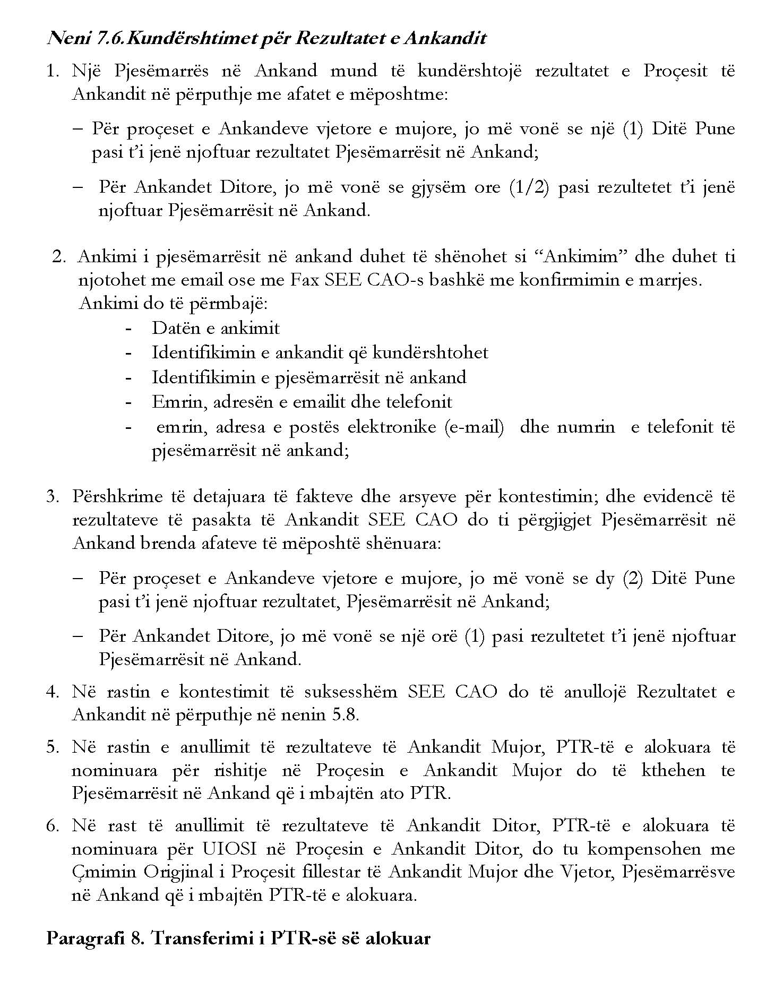 Neni 7.6.Kundërshtimet për Rezultatet e Ankandit
1. Një Pjesëmarrës në Ankand mund të kundërshtojë rezultatet e Proçesit të
Ankandit në përputhje me afatet e mëposhtme:
– Për proçeset e Ankandeve vjetore e mujore, jo më vonë se një (1) Ditë Pune
pasi t’i jenë njoftuar rezultatet Pjesëmarrësit në Ankand;
– Për Ankandet Ditore, jo më vonë se gjysëm ore (1/2) pasi rezultetet t’i jenë
njoftuar Pjesëmarrësit në Ankand.
2. Ankimi i pjesëmarrësit në ankand duhet të shënohet si “Ankimim” dhe duhet ti
njotohet me email ose me Fax SEE CAO-s bashkë me konfirmimin e marrjes.
Ankimi do të përmbajë:
- Datën e ankimit
- Identifikimin e ankandit që kundërshtohet
- Identifikimin e pjesëmarrësit në ankand
- Emrin, adresën e emailit dhe telefonit
- emrin, adresa e postës elektronike (e-mail) dhe numrin e telefonit të
pjesëmarrësit në ankand;
3. Përshkrime të detajuara të fakteve dhe arsyeve për kontestimin; dhe evidencë të
rezultateve të pasakta të Ankandit SEE CAO do ti përgjigjet Pjesëmarrësit në
Ankand brenda afateve të mëposhtë shënuara:
– Për proçeset e Ankandeve vjetore e mujore, jo më vonë se dy (2) Ditë Pune
pasi t’i jenë njoftuar rezultatet, Pjesëmarrësit në Ankand;
– Për Ankandet Ditore, jo më vonë se një orë (1) pasi rezultetet t’i jenë njoftuar
Pjesëmarrësit në Ankand.
4. Në rastin e kontestimit të suksesshëm SEE CAO do të anullojë Rezultatet e
Ankandit në përputhje në nenin 5.8.
5. Në rastin e anullimit të rezultateve të Ankandit Mujor, PTR-të e alokuara të
nominuara për rishitje në Proçesin e Ankandit Mujor do të kthehen te
Pjesëmarrësit në Ankand që i mbajtën ato PTR.
6. Në rast të anullimit të rezultateve të Ankandit Ditor, PTR-të e alokuara të
nominuara për UIOSI në Proçesin e Ankandit Ditor, do tu kompensohen me
Çmimin Origjinal i Proçesit fillestar të Ankandit Mujor dhe Vjetor, Pjesëmarrësve
në Ankand që i mbajtën PTR-të e alokuara.
Paragrafi 8. Transferimi i PTR-së së alokuar